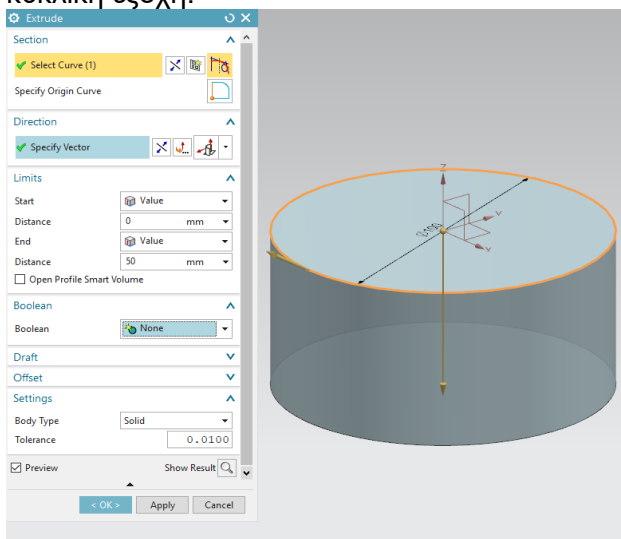 κυκλική εξοχή.
Extrude
Section
Select Curve (1)
Specify Origin Curve
Direction
Specify Vector
Limits
Start Value
Distance 0 mm
End Value
Distance 50 mm
Open Profile Smart Volume
Boolean
Boolean None
Draft
Offset
Settings
Body Type Solid
Tolerance 0.0100
Preview Show Result
< OK > Apply Cancel
Z
Y